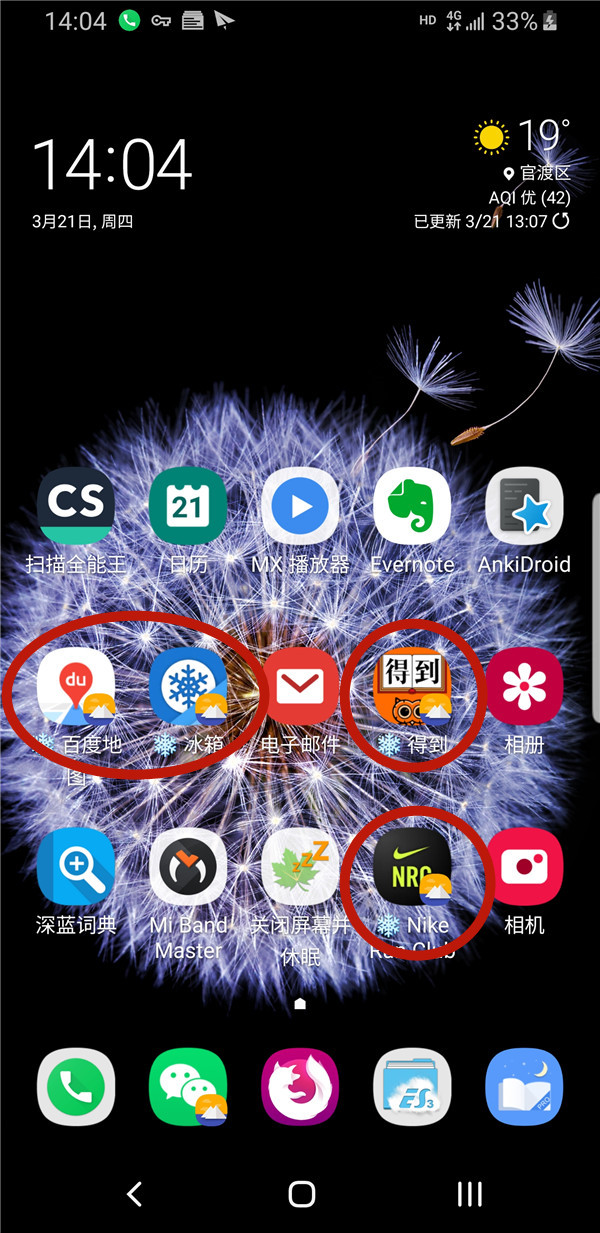 14:04
HD 4G 33%
14:04
19°
官渡区
AQI 优 (42)
3月21日, 周四
已更新 3/21 13:07
CS
21
扫描全能王
日历
MX 播放器
Evernote
AnkiDroid
du
得到
百度地
图
冰箱
电子邮件
得到
相册
zzZ
NRC
深蓝词典
Mi Band
Master
关闭屏幕并
休眠
Nike
Run Club
相机
ES
3
PRO